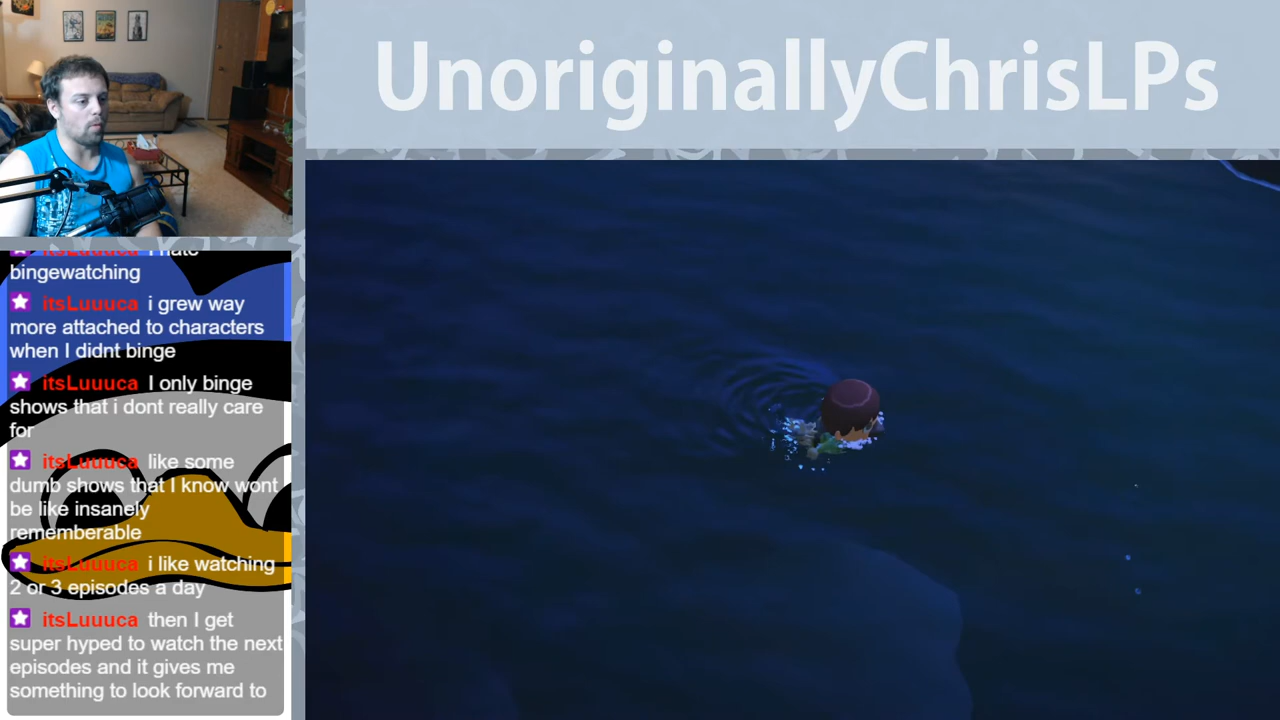 UnoriginallyChrisLPs
itsLuuuca I hate
bingewatching
itsLuuuca i grew way
more attached to characters
when I didnt binge
itsLuuuca I only binge
shows that i dont really care
for
itsLuuuca like some
dumb shows that I know wont
be like insanely
rememberable
itsLuuuca i like watching
2 or 3 episodes a day
itsLuuuca then I get
super hyped to watch the next
episodes and it gives me
something to look forward to